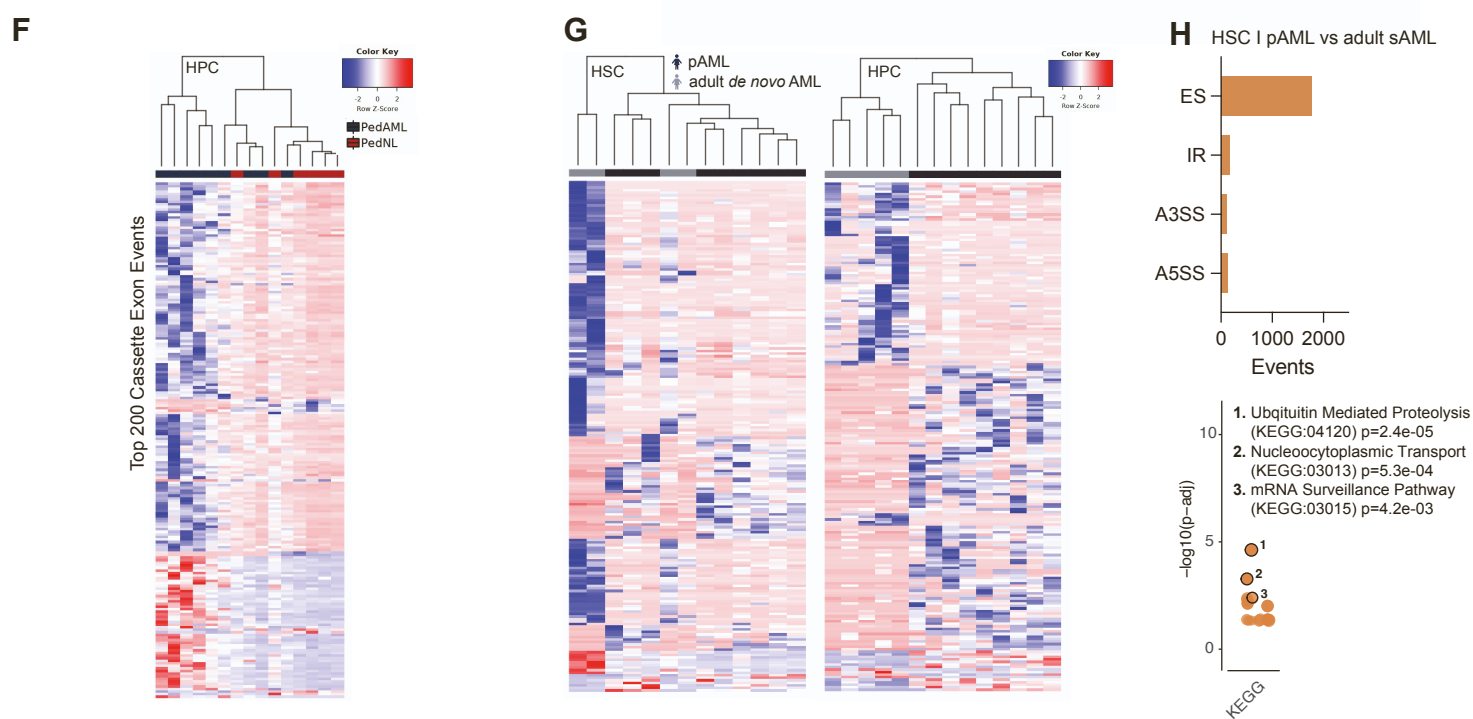 F
HPC
Color Key
-2 0 2
Row Z-Score
PedAML
PedNL
Top 200 Cassette Exon Events
G
HSC
pAML
adult de novo AML
HPC
Color Key
-2 -1 0 1 2
Row Z-Score
H
HSC I pAML vs adult sAML
ES
IR
A3SS
A5SS
0 1000 2000
Events
1. Ubqituitin Mediated Proteolysis
(KEGG:04120) p=2.4e-05
2. Nucleoocytoplasmic Transport
(KEGG:03013) p=5.3e-04
3. mRNA Surveillance Pathway
(KEGG:03015) p=4.2e-03
−log10(p−adj)
10
5
0
1
2
3
KEGG